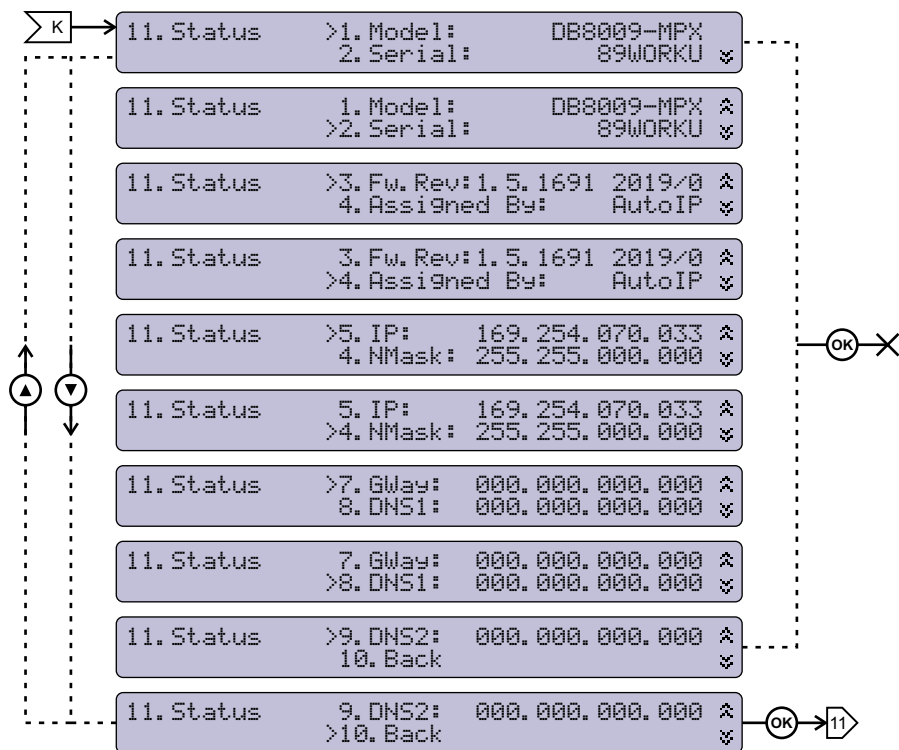 K
11.Status >1.Model: DB8009-MPX
2.Serial: 89WORKU
11.Status 1.Model: DB8009-MPX
>2.Serial: 89WORKU
11.Status >3.Fw.Rev:1.5.1691 2019/0
4.Assigned By: AutoIP
11.Status 3.Fw.Rev:1.5.1691 2019/0
>4.Assigned By: AutoIP
11.Status >5.IP: 169.254.070.033
4.NMask: 255.255.000.000
OK
11.Status 5.IP: 169.254.070.033
>4.NMask: 255.255.000.000
11.Status >7.GWay: 000.000.000.000
8.DNS1: 000.000.000.000
11.Status 7.GWay: 000.000.000.000
>8.DNS1: 000.000.000.000
11.Status >9.DNS2: 000.000.000.000
10.Back
11.Status 9.DNS2: 000.000.000.000
>10.Back
OK 11